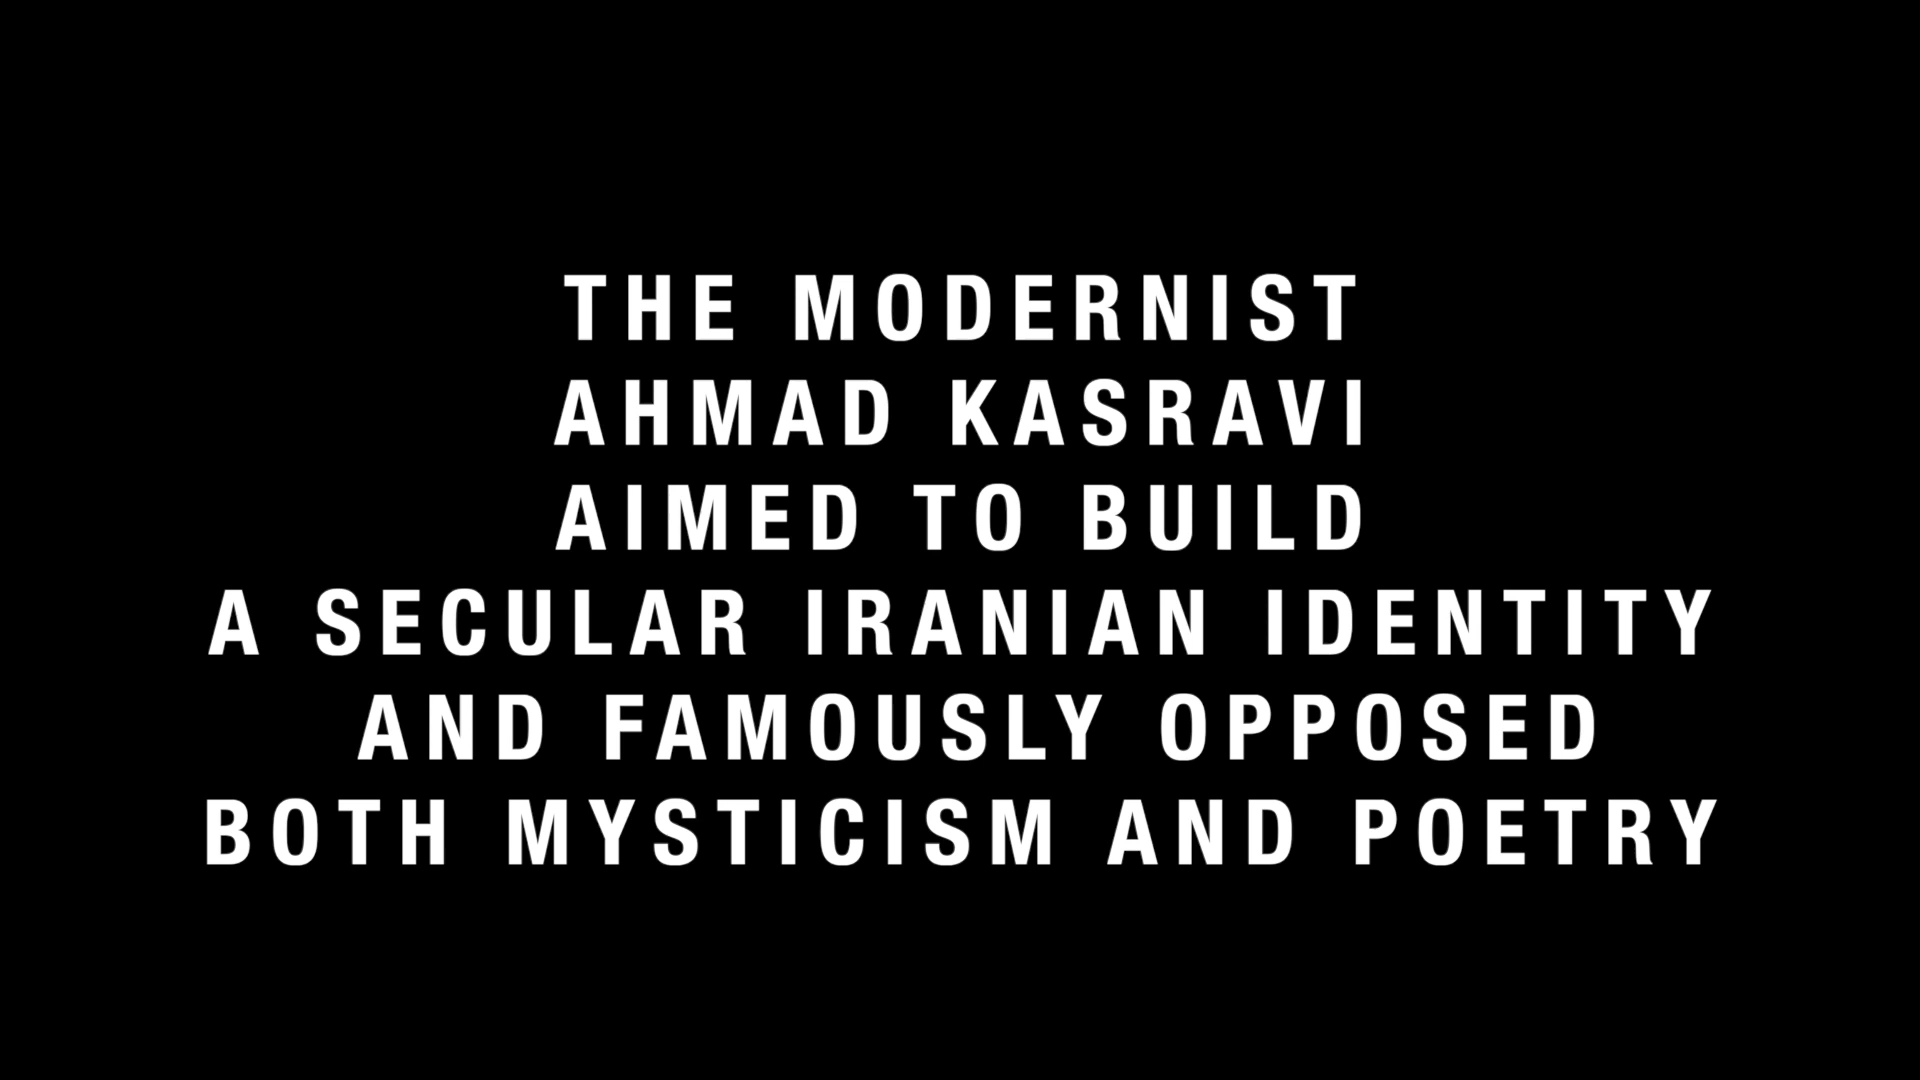 THE MODERNIST
AHMAD KASRAVI
AIMED TO BUILD
A SECULAR IRANIAN IDENTITY
AND FAMOUSLY OPPOSED
BOTH MYSTICISM AND POETRY